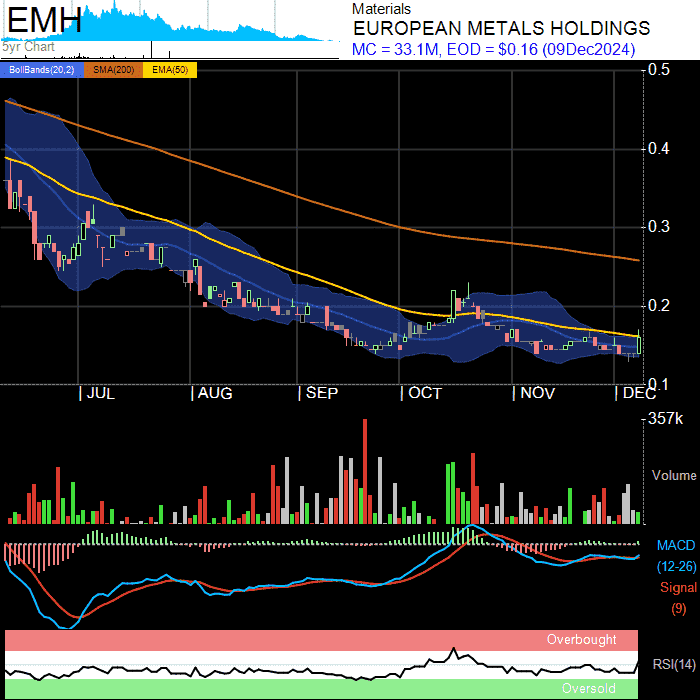 EMH
5yr Chart
Materials
EUROPEAN METALS HOLDINGS
MC = 33.1M, EOD = $0.16 (09Dec2024)
BollBands(20,2) SMA(200) EMA(50)
0.5
0.4
0.3
0.2
0.1
JUL AUG SEP OCT NOV DEC
357k
Volume
MACD
(12-26)
Signal
(9)
Overbought
RSI(14)
Oversold